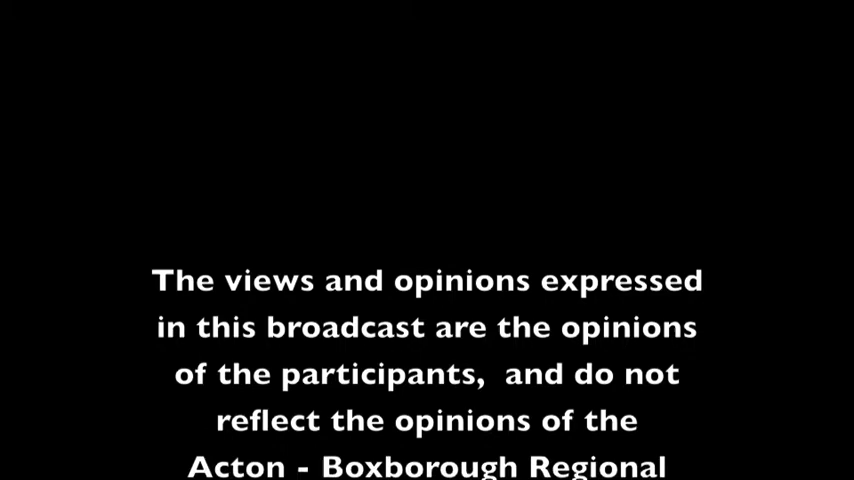 The views and opinions expressed
in this broadcast are the opinions
of the participants,  and do not
reflect the opinions of the
Acton - Boxborough Regional